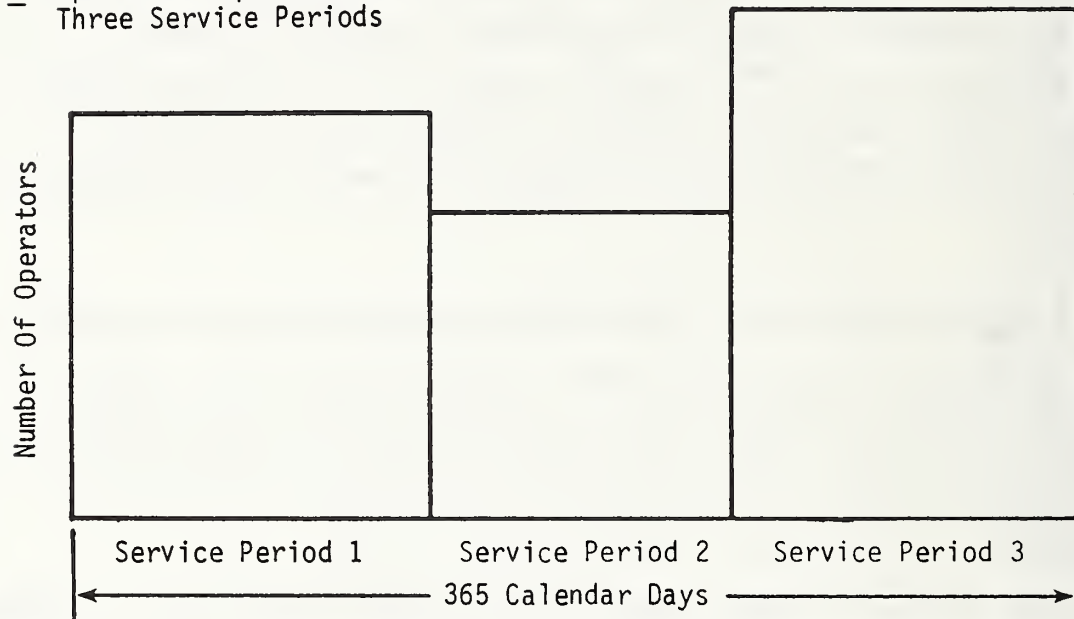 Three Service Periods
Number Of Operators
Service Period 1
Service Period 2
Service Period 3
365 Calendar Days